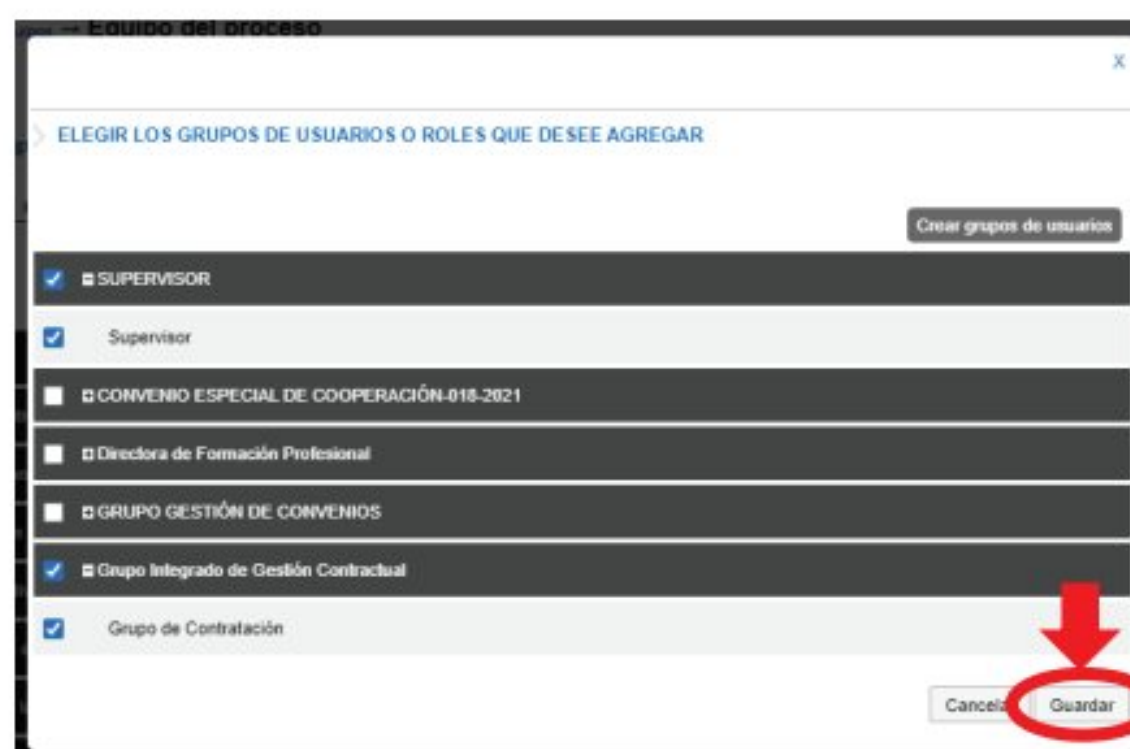 → Equipo del proceso
X
ELEGIR LOS GRUPOS DE USUARIOS O ROLES QUE DESEE AGREGAR
Crear grupos de usuarios
SUPERVISOR
Supervisor
CONVENIO ESPECIAL DE COOPERACIÓN-018-2021
Directora de Formación Profesional
GRUPO GESTIÓN DE CONVENIOS
Grupo Integrado de Gestión Contractual
Grupo de Contratación
Cancela Guardar